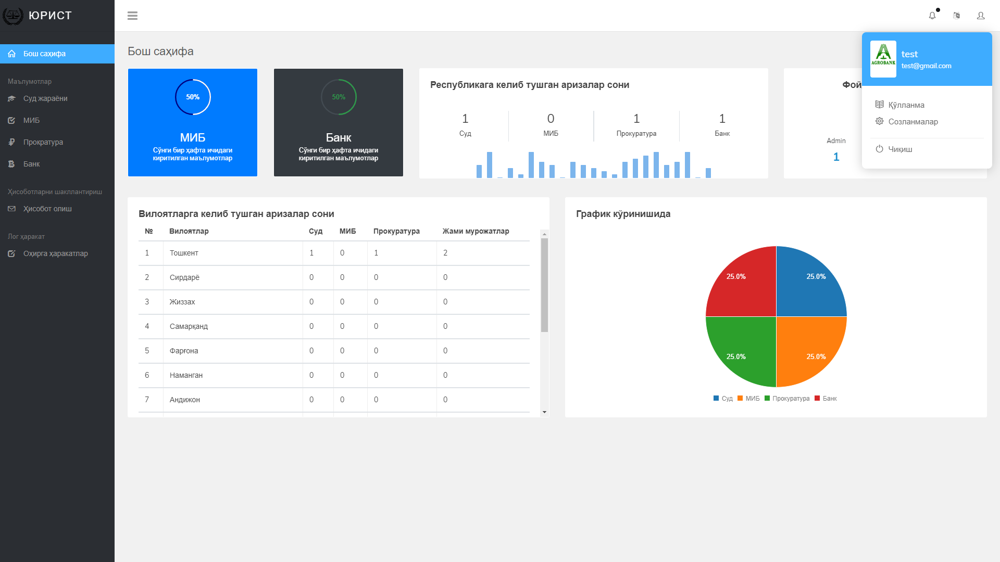 ЮРИСТ
Бош саҳифа
Маълумотлар
Суд жараёни
МИБ
Прократура
Банк
Ҳисоботларни шакллантириш
Ҳисобот олиш
Лог ҳаракат
Оҳирга ҳаракатлар
Бош саҳифа
50%
МИБ
Сўнги бир ҳафта ичидаги
киритилган маълумотлар
50%
Банк
Сўнги бир ҳафта ичидаги
киритилган маълумотлар
Республикага келиб тушган аризалар сони
1 0 1 1
Суд МИБ Прокуратура Банк
Фой
Admin
1
AGROBANK
test
test@gmail.com
Қўлланма
Созланмалар
Чиқиш
Вилоятларга келиб тушган аризалар сони
№ Вилоятлар Суд МИБ Прокуратура Жами мурожатлар
1 Тошкент 1 0 1 2
2 Сирдарё 0 0 0 0
3 Жиззах 0 0 0 0
4 Самарқанд 0 0 0 0
5 Фарғона 0 0 0 0
6 Наманган 0 0 0 0
7 Андижон 0 0 0 0
График кўринишида
25.0% 25.0%
25.0% 25.0%
Суд МИБ Прокуратура Банк